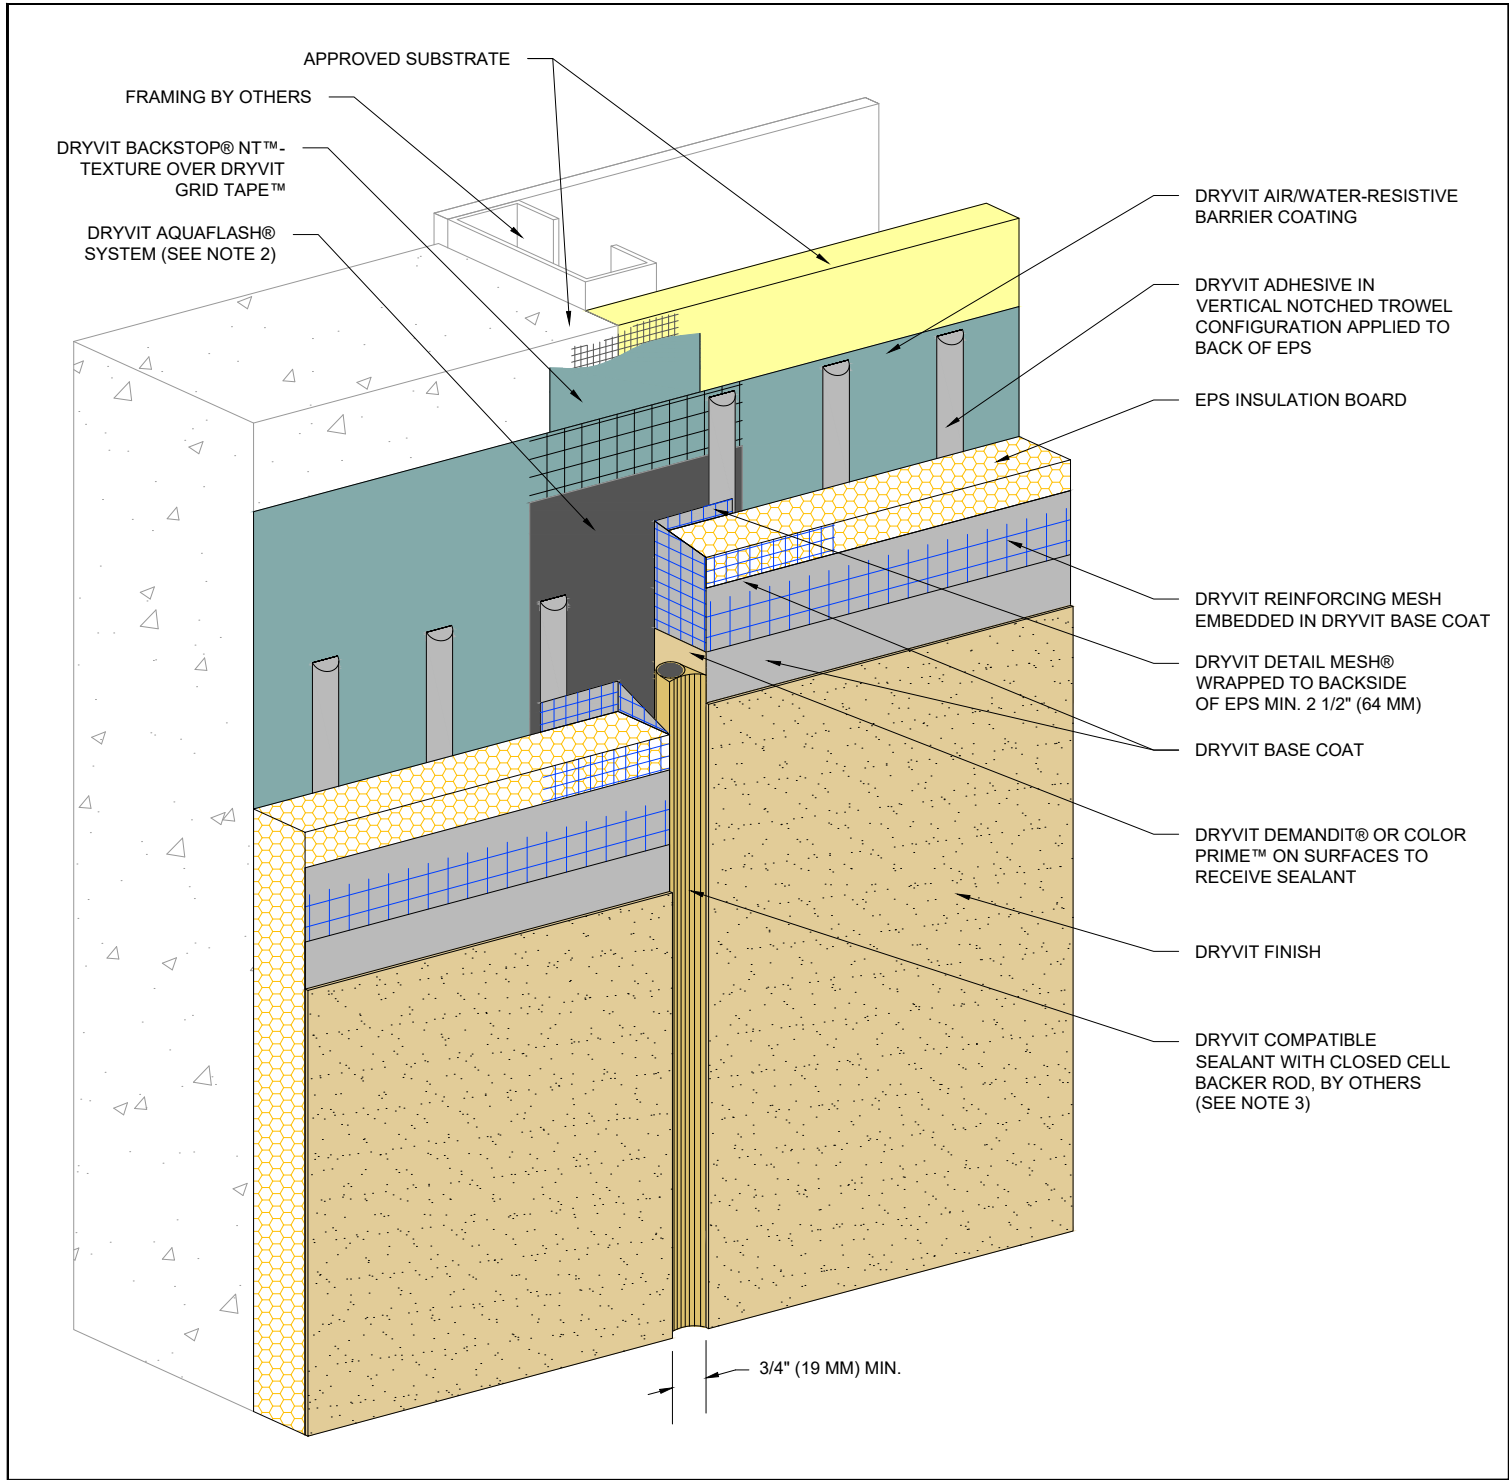 APPROVED SUBSTRATE
FRAMING BY OTHERS
DRYVIT BACKSTOP® NT™-
TEXTURE OVER DRYVIT
GRID TAPE™
DRYVIT AQUAFLASH®
SYSTEM (SEE NOTE 2)
DRYVIT AIR/WATER-RESISTIVE
BARRIER COATING
DRYVIT ADHESIVE IN
VERTICAL NOTCHED TROWEL
CONFIGURATION APPLIED TO
BACK OF EPS
EPS INSULATION BOARD
DRYVIT REINFORCING MESH
EMBEDDED IN DRYVIT BASE COAT
DRYVIT DETAIL MESH®
WRAPPED TO BACKSIDE
OF EPS MIN. 2 1/2" (64 MM)
DRYVIT BASE COAT
DRYVIT DEMANDIT® OR COLOR
PRIME™ ON SURFACES TO
RECEIVE SEALANT
DRYVIT FINISH
DRYVIT COMPATIBLE
SEALANT WITH CLOSED CELL
BACKER ROD, BY OTHERS
(SEE NOTE 3)
3/4" (19 MM) MIN.